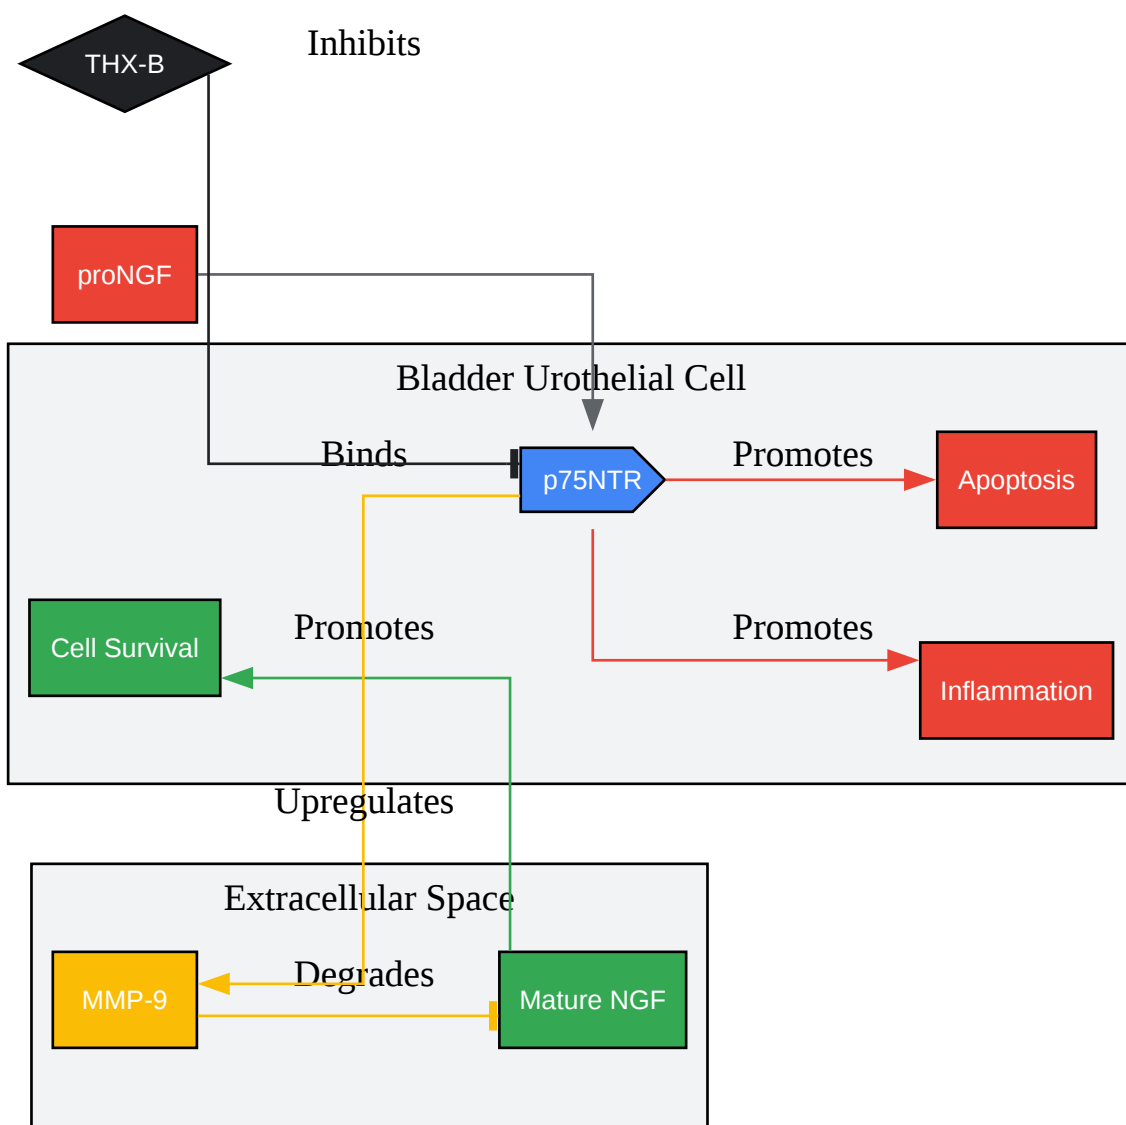 Inhibits
THX-B
proNGF
Bladder Urothelial Cell
Binds
p75NTR
Promotes
Apoptosis
Cell Survival
Promotes
Promotes
Inflammation
Upregulates
Extracellular Space
MMP-9
Degrades
Mature NGF